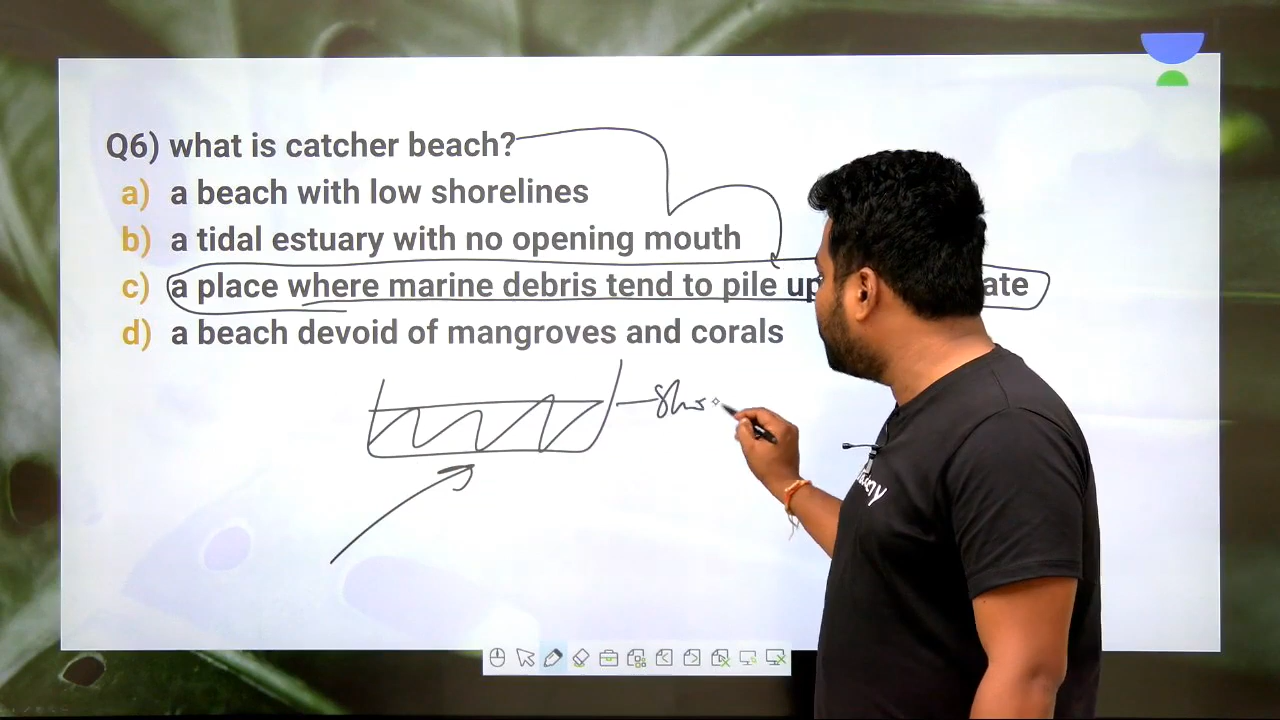 Q6) what is catcher beach?
a) a beach with low shorelines
b) a tidal estuary with no opening mouth
c) a place where marine debris tend to pile up ate
d) a beach devoid of mangroves and corals